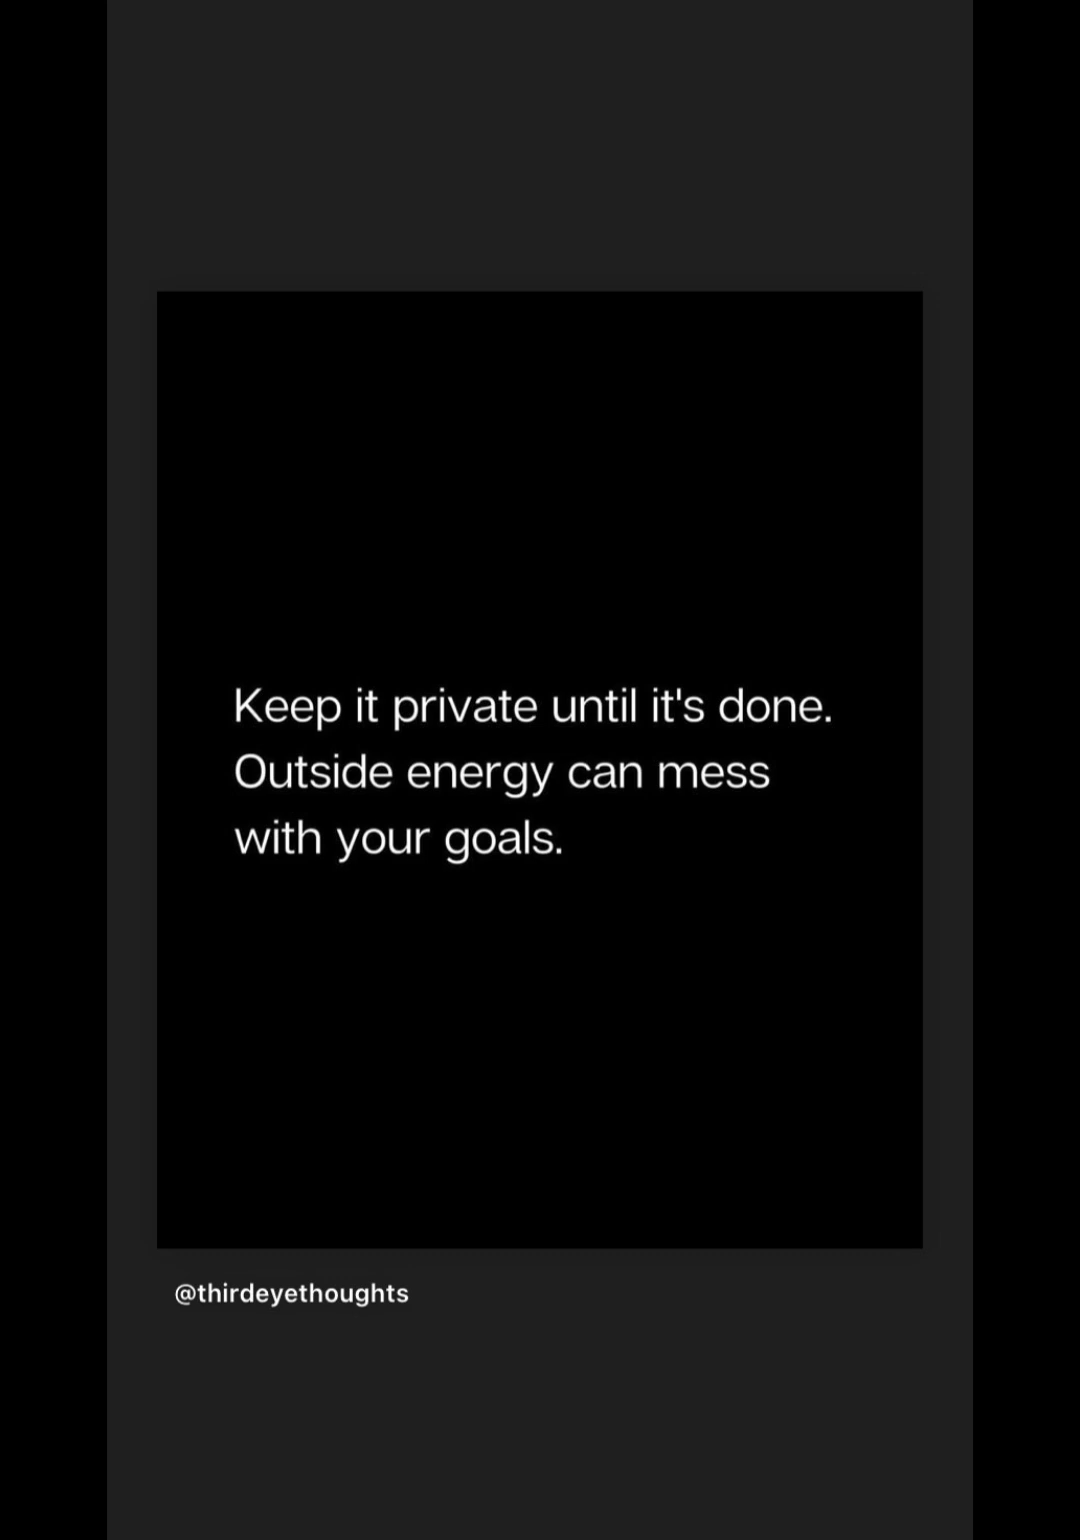 Keep it private until it's done.
Outside energy can mess
with your goals.
@thirdeyethoughts